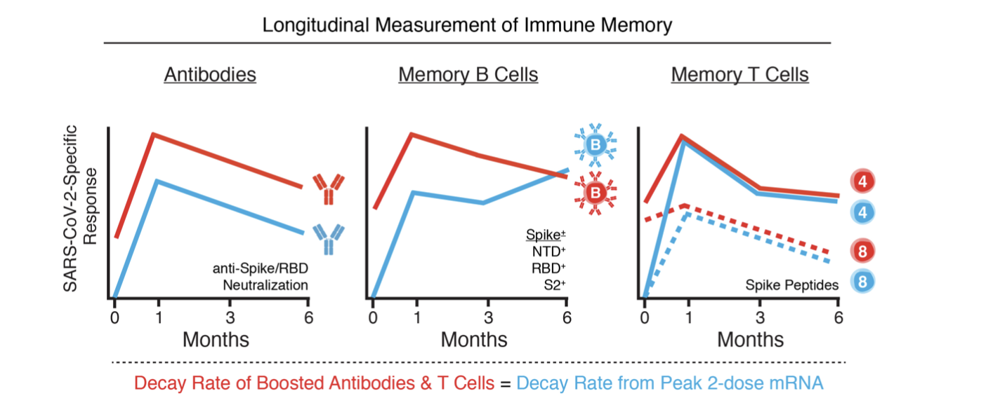 Longitudinal Measurement of Immune Memory
Antibodies
Memory B Cells
Memory T Cells
SARS-CoV-2-Specific
Response
anti-Spike/RBD
Neutralization
0 1 3 6
Months
B
B
Spike±
NTD⁺
RBD⁺
S2⁺
0 1 3 6
Months
4
4
8
8
Spike Peptides
0 1 3 6
Months
Decay Rate of Boosted Antibodies & T Cells = Decay Rate from Peak 2-dose mRNA